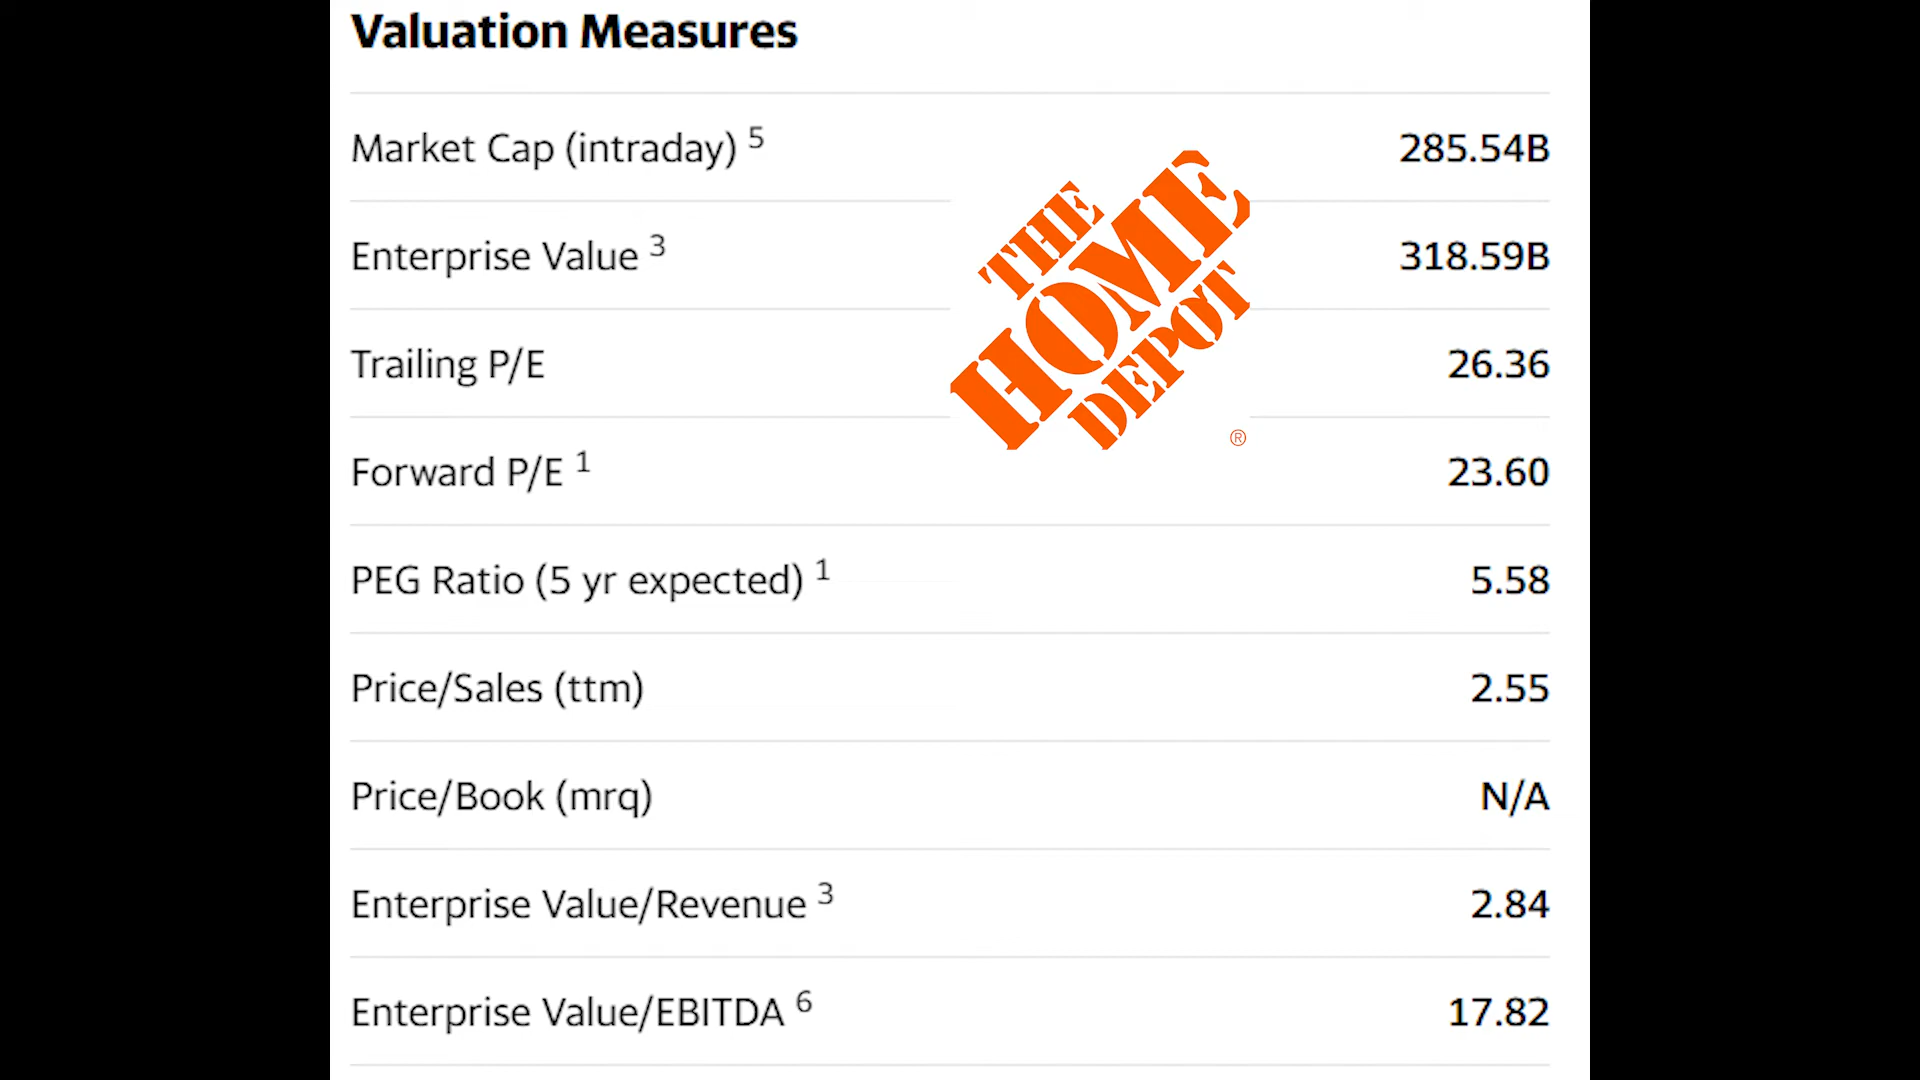 Valuation Measures
Market Cap (intraday) 5 285.54B
Enterprise Value 3 318.59B
Trailing P/E 26.36
Forward P/E 1 23.60
PEG Ratio (5 yr expected) 1 5.58
Price/Sales (ttm) 2.55
Price/Book (mrq) N/A
Enterprise Value/Revenue 3 2.84
Enterprise Value/EBITDA 6 17.82
THE
HOME
DEPOT
®